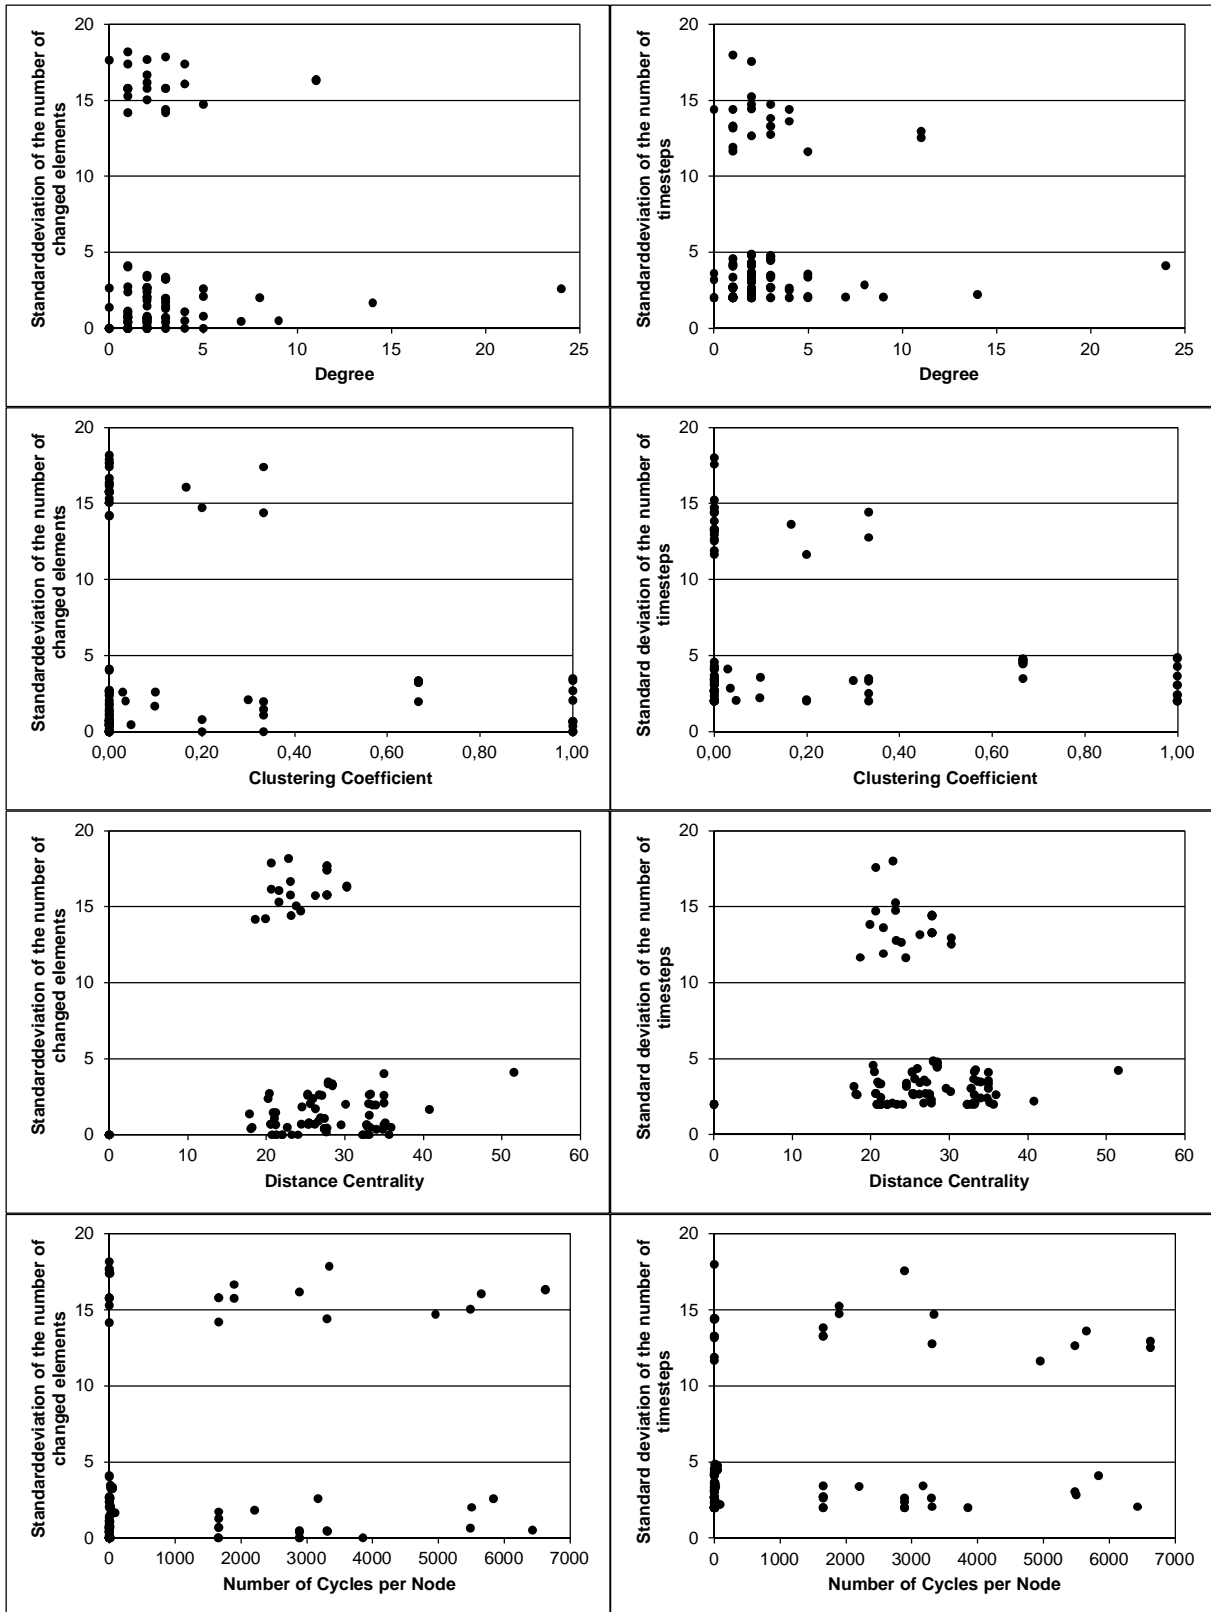 Standarddeviation of the number of
changed elements
20
15
10
5
0
0 5 10 15 20 25
Degree
Standarddeviation of the number of
timesteps
20
15
10
5
0
0 5 10 15 20 25
Degree
Standarddeviation of the number of
changed elements
20
15
10
5
0
0,00 0,20 0,40 0,60 0,80 1,00
Clustering Coefficient
Standard deviation of the number of
timesteps
20
15
10
5
0
0,00 0,20 0,40 0,60 0,80 1,00
Clustering Coefficient
Standarddeviation of the number of
changed elements
20
15
10
5
0
0 10 20 30 40 50 60
Distance Centrality
Standard deviation of the number of
timesteps
20
15
10
5
0
0 10 20 30 40 50 60
Distance Centrality
Standarddeviation of the number of
changed elements
20
15
10
5
0
0 1000 2000 3000 4000 5000 6000 7000
Number of Cycles per Node
Standard deviation of the number of
timesteps
20
15
10
5
0
0 1000 2000 3000 4000 5000 6000 7000
Number of Cycles per Node